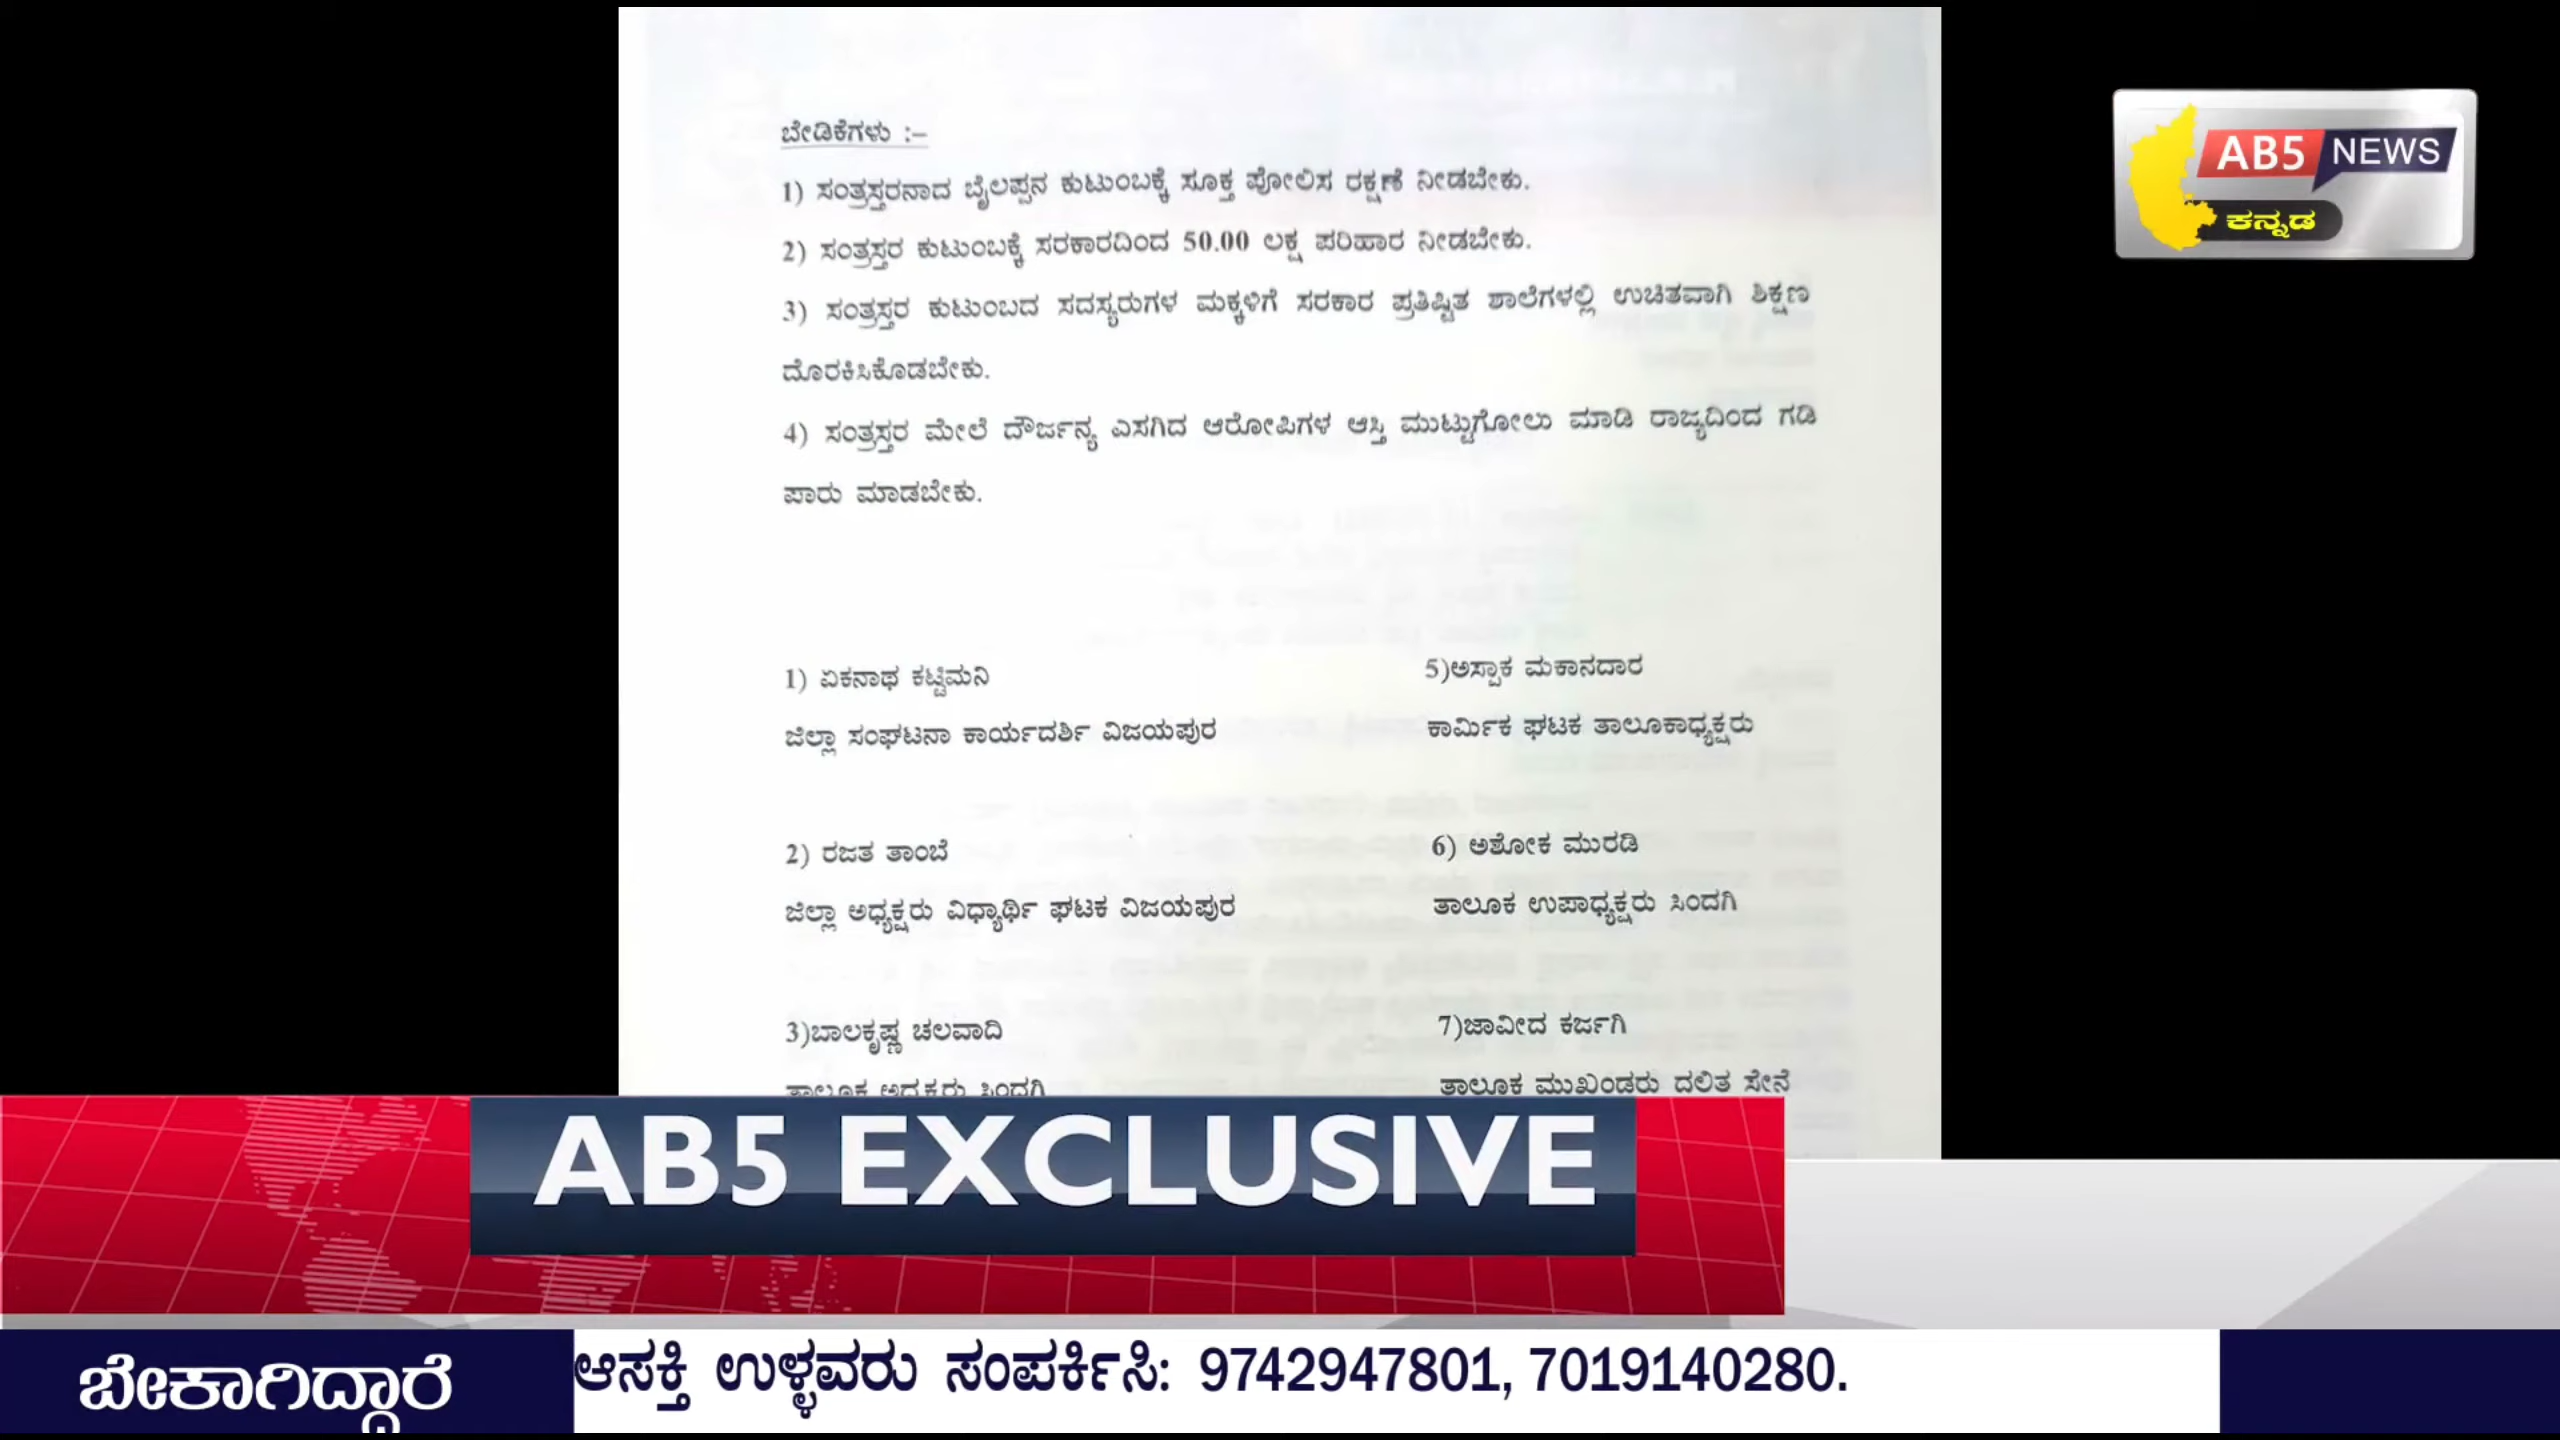 ಬೇಡಿಕೆಗಳು :–
1) ಸಂತ್ರಸ್ತರನಾದ ಬೈಲಪ್ಪನ ಕುಟುಂಬಕ್ಕೆ ಸೂಕ್ತ ಪೋಲಿಸ ರಕ್ಷಣೆ ನೀಡಬೇಕು.
2) ಸಂತ್ರಸ್ತರ ಕುಟುಂಬಕ್ಕೆ ಸರಕಾರದಿಂದ 50.00 ಲಕ್ಷ ಪರಿಹಾರ ನೀಡಬೇಕು.
3) ಸಂತ್ರಸ್ತರ ಕುಟುಂಬದ ಸದಸ್ಯರುಗಳ ಮಕ್ಕಳಿಗೆ ಸರಕಾರ ಪ್ರತಿಷ್ಟಿತ ಶಾಲೆಗಳಲ್ಲಿ ಉಚಿತವಾಗಿ ಶಿಕ್ಷಣ
ದೊರಕಿಸಿಕೊಡಬೇಕು.
4) ಸಂತ್ರಸ್ತರ ಮೇಲೆ ದೌರ್ಜನ್ಯ ಎಸಗಿದ ಆರೋಪಿಗಳ ಆಸ್ತಿ ಮುಟ್ಟುಗೋಲು ಮಾಡಿ ರಾಜ್ಯದಿಂದ ಗಡಿ
ಪಾರು ಮಾಡಬೇಕು.
1) ಏಕನಾಥ ಕಟ್ಟಿಮನಿ
ಜಿಲ್ಲಾ ಸಂಘಟನಾ ಕಾರ್ಯದರ್ಶಿ ವಿಜಯಪುರ
2) ರಜತ ತಾಂಬೆ
ಜಿಲ್ಲಾ ಅಧ್ಯಕ್ಷರು ವಿಧ್ಯಾರ್ಥಿ ಘಟಕ ವಿಜಯಪುರ
3)ಬಾಲಕೃಷ್ಣ ಚಲವಾದಿ
ತಾಲೂಕ ಅಧ್ಯಕ್ಷರು ಸಿಂದಗಿ
5)ಅಸ್ಪಾಕ ಮಕಾನದಾರ
ಕಾರ್ಮಿಕ ಘಟಕ ತಾಲೂಕಾಧ್ಯಕ್ಷರು
6) ಅಶೋಕ ಮುರಡಿ
ತಾಲೂಕ ಉಪಾಧ್ಯಕ್ಷರು ಸಿಂದಗಿ
7)ಜಾವೀದ ಕರ್ಜಗಿ
ತಾಲೂಕ ಮುಖಂಡರು ದಲಿತ ಸೇನೆ
AB5 NEWS
ಕನ್ನಡ
AB5 EXCLUSIVE
ಬೇಕಾಗಿದ್ದಾರೆ
ಆಸಕ್ತಿ ಉಳ್ಳವರು ಸಂಪರ್ಕಿಸಿ: 9742947801, 7019140280.